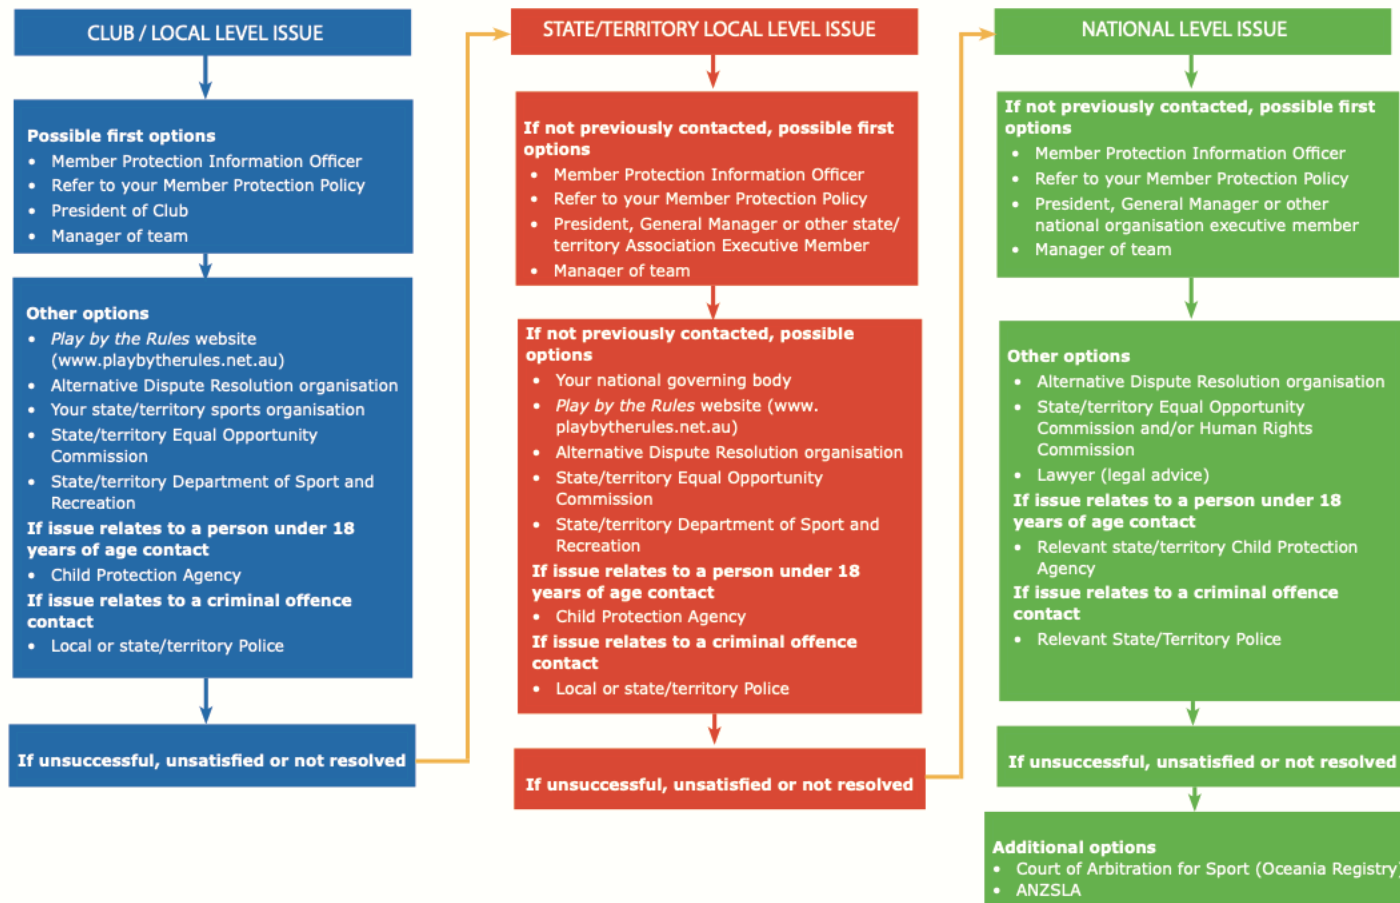 CLUB / LOCAL LEVEL ISSUE
Possible first options
• Member Protection Information Officer
• Refer to your Member Protection Policy
• President of Club
• Manager of team
Other options
• Play by the Rules website
(www.playbytherules.net.au)
• Alternative Dispute Resolution organisation
• Your state/territory sports organisation
• State/territory Equal Opportunity
Commission
• State/territory Department of Sport and
Recreation
If issue relates to a person under 18
years of age contact
• Child Protection Agency
If issue relates to a criminal offence
contact
• Local or state/territory Police
If unsuccessful, unsatisfied or not resolved
STATE/TERRITORY LOCAL LEVEL ISSUE
If not previously contacted, possible first
options
• Member Protection Information Officer
• Refer to your Member Protection Policy
• President, General Manager or other state/
territory Association Executive Member
• Manager of team
If not previously contacted, possible
options
• Your national governing body
• Play by the Rules website (www.
playbytherules.net.au)
• Alternative Dispute Resolution organisation
• State/territory Equal Opportunity
Commission
• State/territory Department of Sport and
Recreation
If issue relates to a person under 18
years of age contact
• Child Protection Agency
If issue relates to a criminal offence
contact
• Local or state/territory Police
If unsuccessful, unsatisfied or not resolved
NATIONAL LEVEL ISSUE
If not previously contacted, possible first
options
• Member Protection Information Officer
• Refer to your Member Protection Policy
• President, General Manager or other
national organisation executive member
• Manager of team
Other options
• Alternative Dispute Resolution organisation
• State/territory Equal Opportunity
Commission and/or Human Rights
Commission
• Lawyer (legal advice)
If issue relates to a person under 18
years of age contact
• Relevant state/territory Child Protection
Agency
If issue relates to a criminal offence
contact
• Relevant State/Territory Police
If unsuccessful, unsatisfied or not resolved
Additional options
• Court of Arbitration for Sport (Oceania Registry)
• ANZSLA